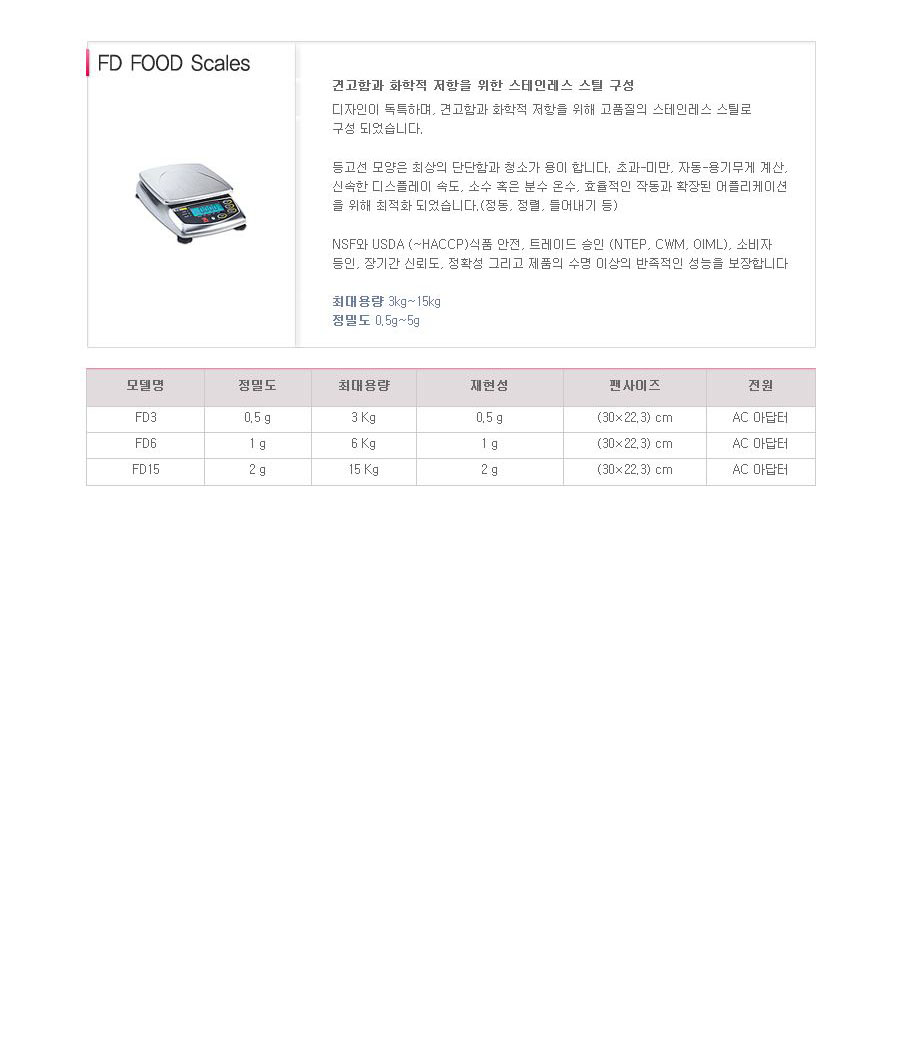 FD FOOD Scales
견고함과 화학적 저항을 위한 스테인레스 스틸 구성
디자인이 독특하며, 견고함과 화학적 저항을 위해 고품질의 스테인레스 스틸로
구성 되었습니다.
등고선 모양은 최상의 단단함과 청소가 용이 합니다. 초과-미만, 자동-용기무게 계산,
신속한 디스플레이 속도, 소수 혹은 분수 온수, 효율적인 작동과 확장된 어플리케이션
을 위해 최적화 되었습니다.(정통, 정렬, 들어내기 등)
NSF와 USDA (~HACCP)식품 안전, 트레이드 승인 (NTEP, CWM, OIML), 소비자
등인, 장기간 신뢰도, 정확성 그리고 제품의 수명 이상의 만족적인 성능을 보장합니다
최대용량 3kg~15kg
정밀도 0.5g~5g
모델명 정밀도 최대용량 재현성 팬사이즈 전원
FD3 0.5 g 3 Kg 0.5 g (30×22.3) cm AC 아답터
FD6 1 g 6 Kg 1 g (30×22.3) cm AC 아답터
FD15 2 g 15 Kg 2 g (30×22.3) cm AC 아답터